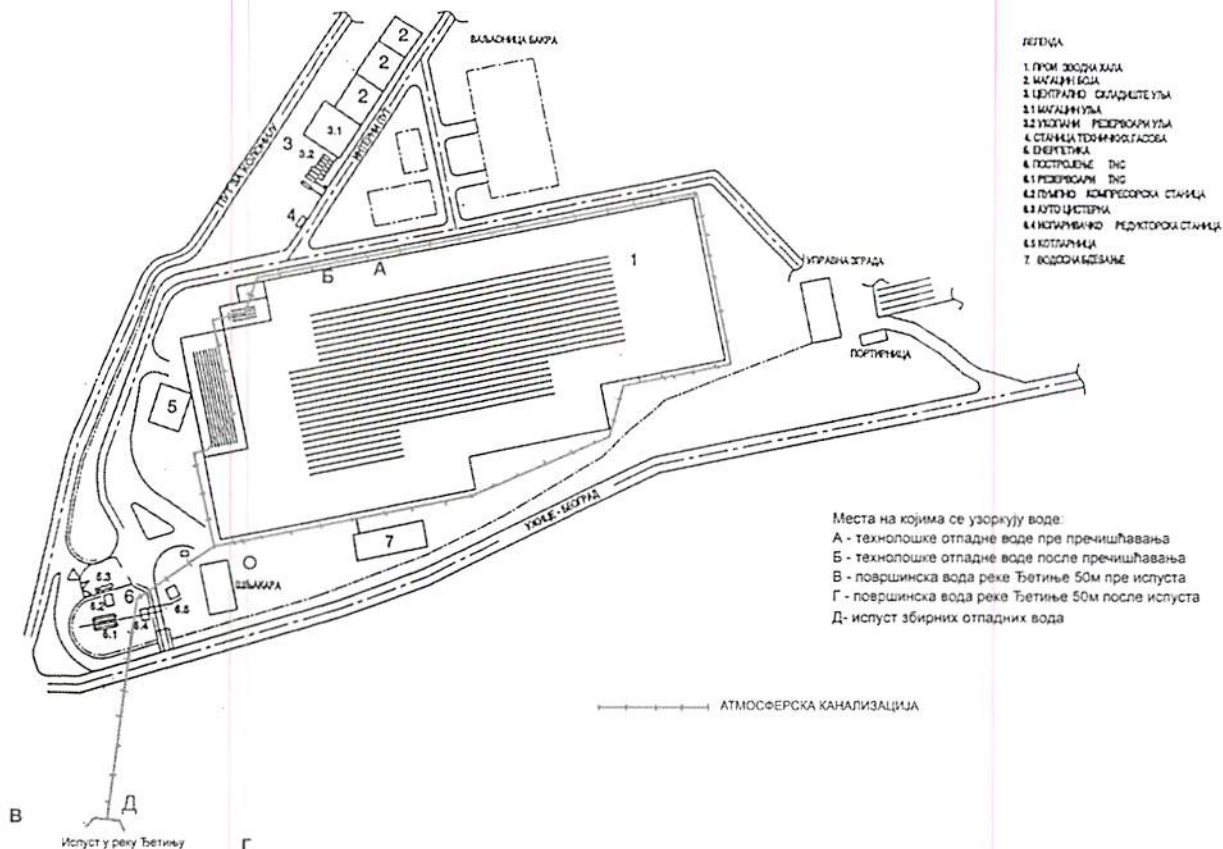 2
2
2
ВАЉАОНИЦА БАКРА
3.1
3
3.2
ПУТ ЗА КОЛОНИЈУ
ИНТЕРНИ ПУТ
4
Б
А
1
УПРАВНА ЗГРАДА
ПОРТИРНИЦА
5
УЖИЦЕ - БЕОГРАД
7
ШЉАКАРА
6.3
6.2
6
6.1
6.4
6.5
ЛЕГЕНДА
1. ПРОИЗВОДНА ХАЛА
2. МАГАЦИН БОЈА
3. ЦЕНТРАЛНО СКЛАДИШТЕ УЉА
3.1 МАГАЦИН УЉА
3.2 УКОПАНИ РЕЗЕРВОАРИ УЉА
4. СТАНИЦА ТЕХНИЧКИХ ГАСОВА
5. ЕНЕРГЕТИКА
6. ПОСТРОЈЕЊЕ ТНГ
6.1 РЕЗЕРВОАРИ ТНГ
6.2 ПУМПНО КОМПРЕСОРСКА СТАНИЦА
6.3 АУТО ЦИСТЕРНА
6.4 ИСПАРИВАЧКО РЕДУКТОРСКА СТАНИЦА
6.5 КОТЛАРНИЦА
7. ВОДОСНАБДЕВАЊЕ
Места на којима се узоркују воде:
А - технолошке отпадне воде пре пречишћавања
Б - технолошке отпадне воде после пречишћавања
В - површинска вода реке Ђетиње 50м пре испуста
Г - површинска вода реке Ђетиње 50м после испуста
Д- испуст збирних отпадних вода
АТМОСФЕРСКА КАНАЛИЗАЦИЈА
В
Д
Испуст у реку Ђетињу
Г